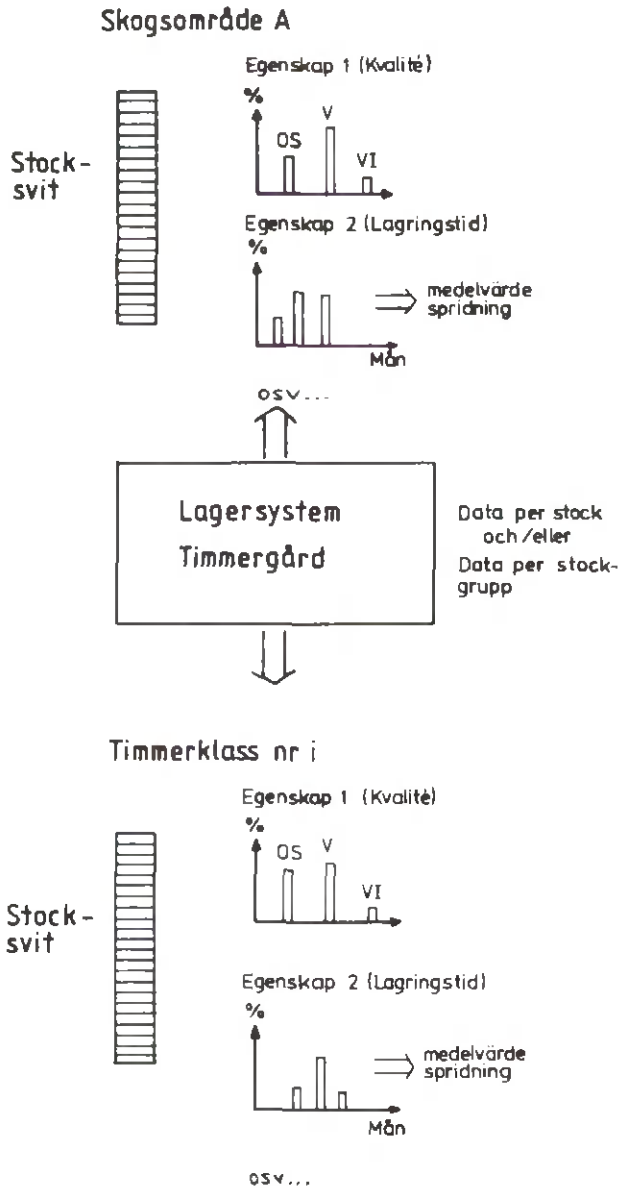 Skogsområde A
Egenskap 1 (Kvalité)
%
OS
V
VI
Stock-
svit
Egenskap 2 (Lagringstid)
%
medelvärde
spridning
Mån
osv...
Lagersystem
Timmergård
Data per stock
och/eller
Data per stock-
grupp
Timmerklass nr i
Egenskap 1 (Kvalité)
%
OS
V
VI
Stock-
svit
Egenskap 2 (Lagringstid)
%
medelvärde
spridning
Mån
osv...